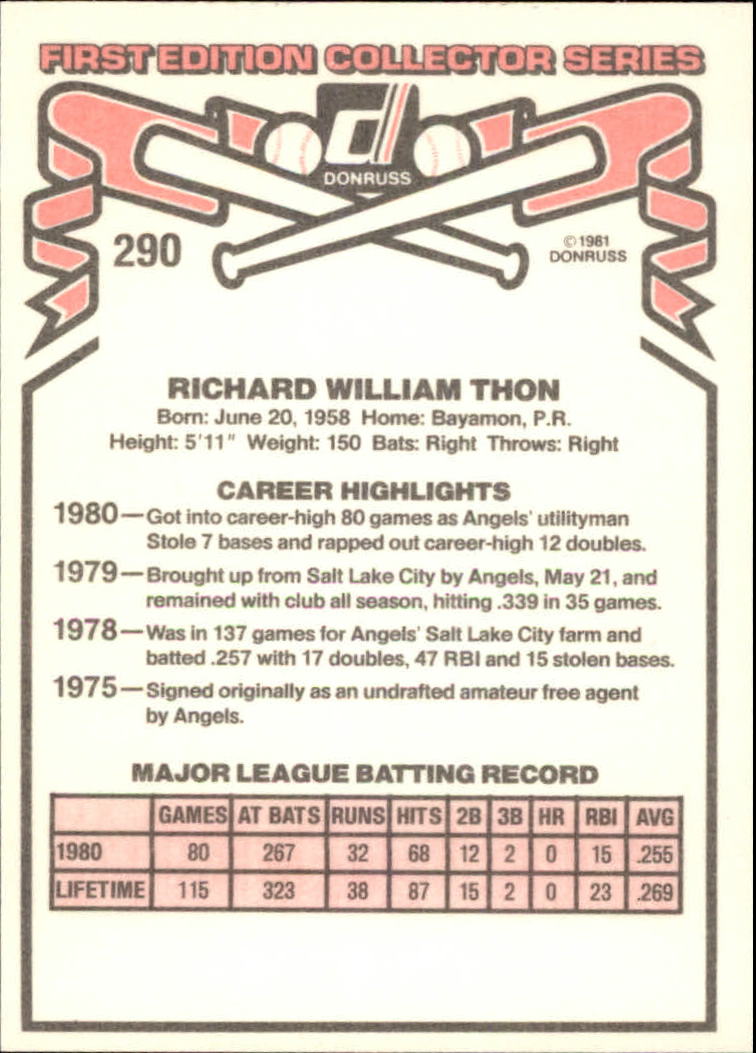 FIRST EDITION COLLECTOR SERIES
d
DONRUSS
290
©1981
DONRUSS
RICHARD WILLIAM THON
Born: June 20, 1958 Home: Bayamon, P.R.
Height: 5'11" Weight: 150 Bats: Right Throws: Right
CAREER HIGHLIGHTS
1980—Got into career-high 80 games as Angels' utilityman
Stole 7 bases and rapped out career-high 12 doubles.
1979—Brought up from Salt Lake City by Angels, May 21, and
remained with club all season, hitting .339 in 35 games.
1978—Was in 137 games for Angels' Salt Lake City farm and
batted .257 with 17 doubles, 47 RBI and 15 stolen bases.
1975—Signed originally as an undrafted amateur free agent
by Angels.
MAJOR LEAGUE BATTING RECORD
GAMES AT BATS RUNS HITS 2B 3B HR RBI AVG
1980 80 267 32 68 12 2 0 15 .255
LIFETIME 115 323 38 87 15 2 0 23 .269